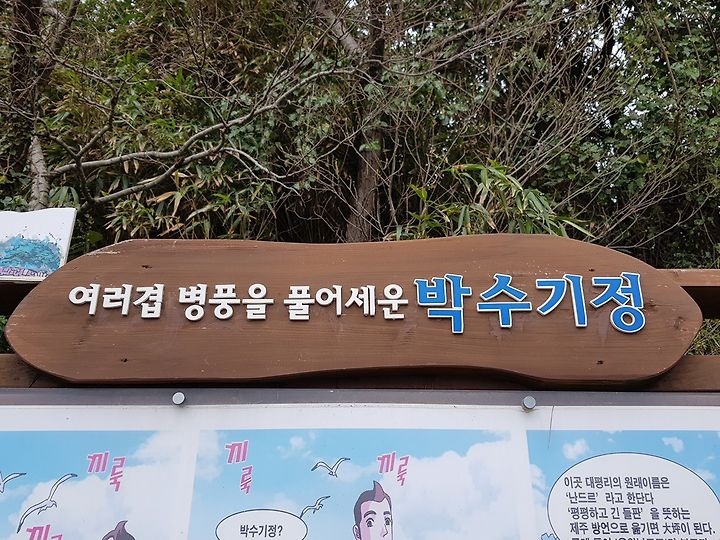 여러겹 병풍을 풀어세운 박수기정
끼룩
끼룩
끼룩
끼룩
박수기정?
이곳 대평리의 원래이름은
'난드르' 라고 한단다
'평평하고 긴 들판' 을 뜻하는
제주 방언으로 옮기면 大坪이 된다.